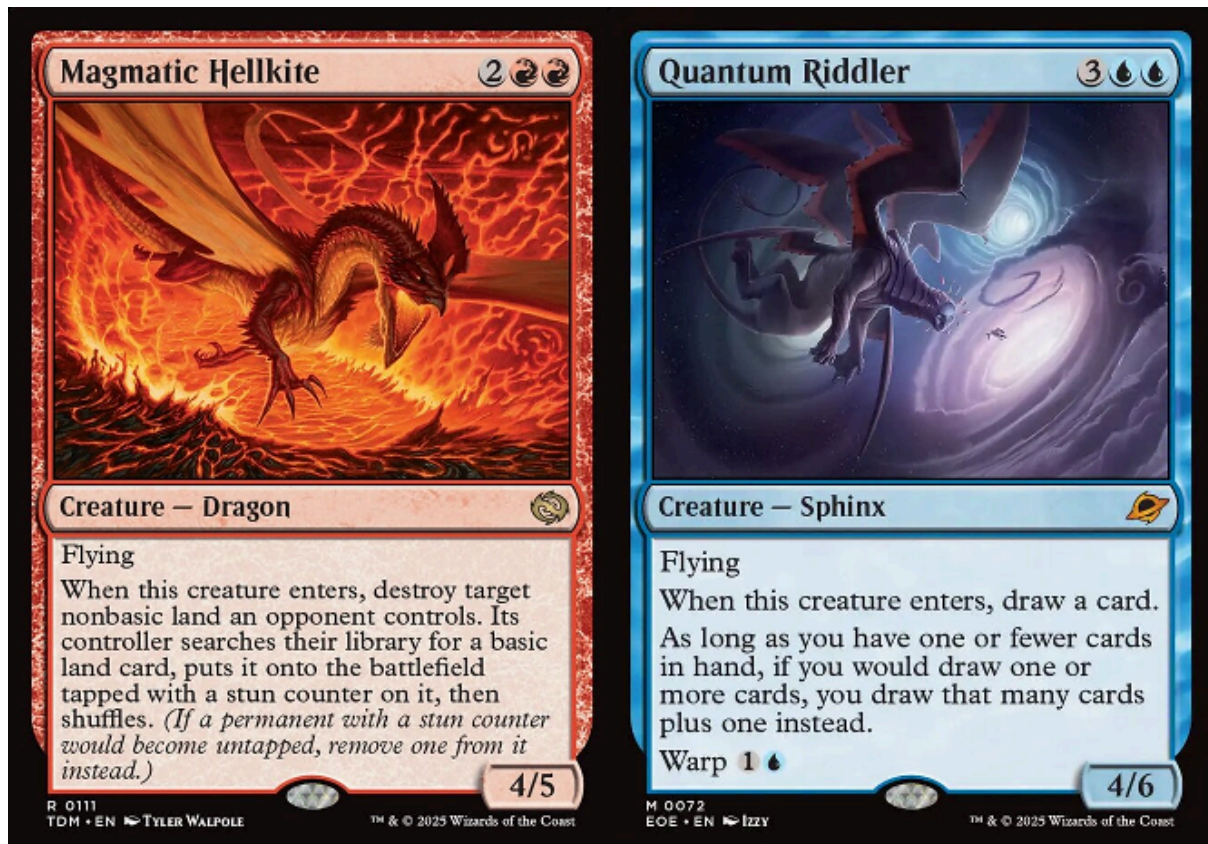 Magmatic Hellkite 2
Creature — Dragon
Flying
When this creature enters, destroy target
nonbasic land an opponent controls. Its
controller searches their library for a basic
land card, puts it onto the battlefield
tapped with a stun counter on it, then
shuffles. (If a permanent with a stun counter
would become untapped, remove one from it
instead.)
4/5
R 0111
TDM • EN Tyler Walpole
™ & © 2025 Wizards of the Coast
Quantum Riddler 3
Creature — Sphinx
Flying
When this creature enters, draw a card.
As long as you have one or fewer cards
in hand, if you would draw one or
more cards, you draw that many cards
plus one instead.
Warp 1
4/6
M 0072
EOE • EN Izzy
™ & © 2025 Wizards of the Coast